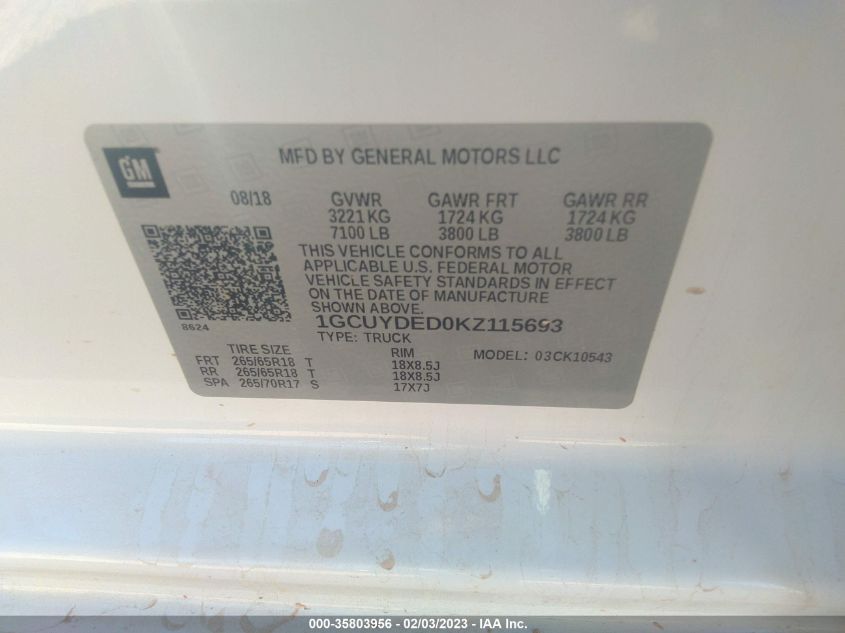 GM
MFD BY GENERAL MOTORS LLC
08/18 GVWR GAWR FRT GAWR RR
3221 KG 1724 KG 1724 KG
7100 LB 3800 LB 3800 LB
THIS VEHICLE CONFORMS TO ALL
APPLICABLE U.S. FEDERAL MOTOR
VEHICLE SAFETY STANDARDS IN EFFECT
ON THE DATE OF MANUFACTURE
SHOWN ABOVE.
8624 1GCUYDED0KZ115693
TYPE: TRUCK
TIRE SIZE RIM MODEL: 03CK10543
FRT 265/65R18 T 18X8.5J
RR 265/65R18 T 18X8.5J
SPA 265/70R17 S 17X7J
000-35803956 - 02/03/2023 - IAA Inc.